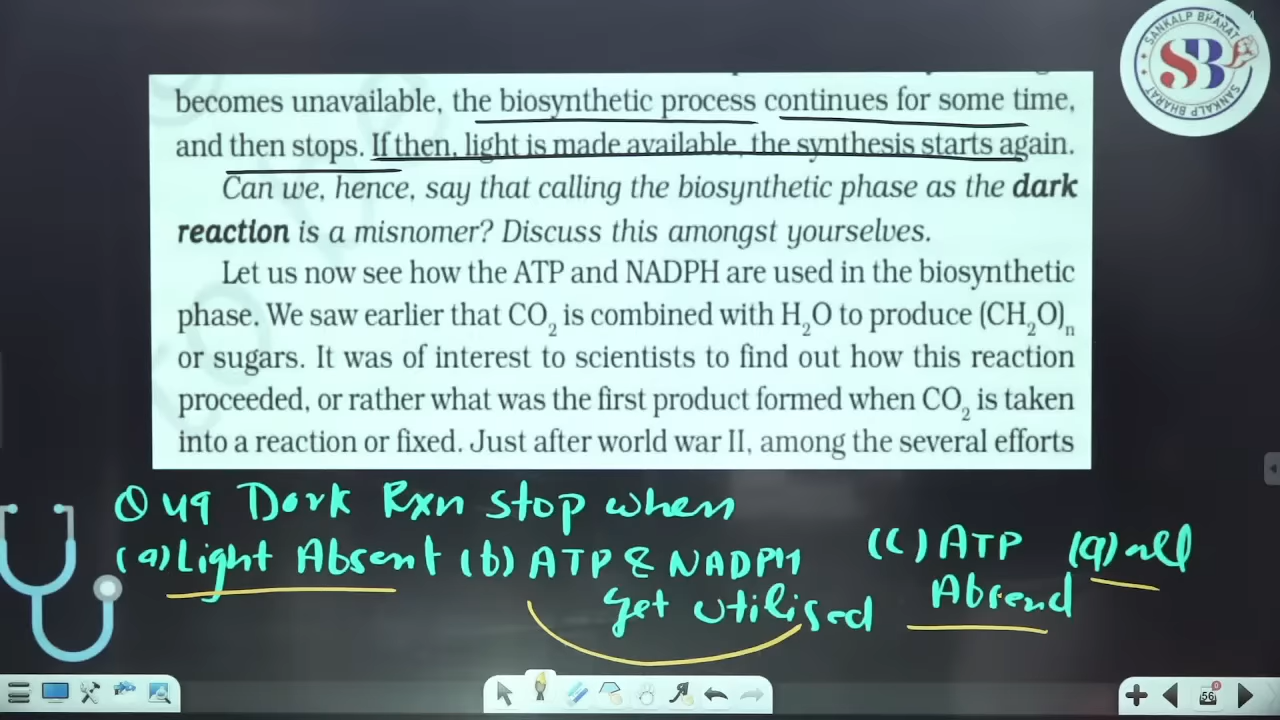 SANKALP BHARAT
SB
SANKALP BHARAT
becomes unavailable, the biosynthetic process continues for some time,
and then stops. If then, light is made available, the synthesis starts again.
Can we, hence, say that calling the biosynthetic phase as the dark
reaction is a misnomer? Discuss this amongst yourselves.
Let us now see how the ATP and NADPH are used in the biosynthetic
phase. We saw earlier that CO₂ is combined with H₂O to produce (CH₂O)ₙ
or sugars. It was of interest to scientists to find out how this reaction
proceeded, or rather what was the first product formed when CO₂ is taken
into a reaction or fixed. Just after world war II, among the several efforts
Q 49 Dark Rxn stop when
(a) Light Absent (b) ATP & NADPH (c) ATP (d) all
get utilised Absend
56